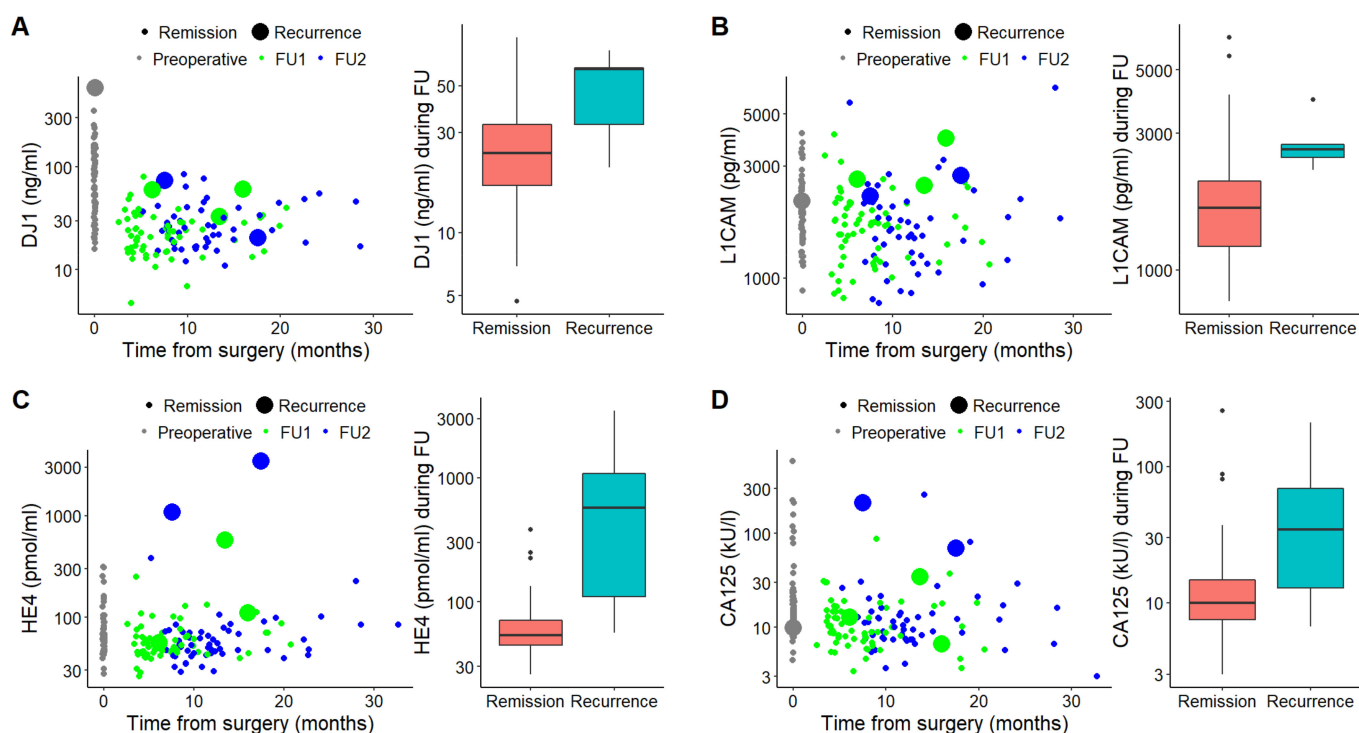 A
Remission Recurrence
Preoperative FU1 FU2
DJ1 (ng/ml)
300
100
30
10
0 10 20 30
Time from surgery (months)
DJ1 (ng/ml) during FU
50
30
10
5
Remission Recurrence
B
Remission Recurrence
Preoperative FU1 FU2
L1CAM (pg/ml)
5000
3000
1000
0 10 20 30
Time from surgery (months)
L1CAM (pg/ml) during FU
5000
3000
1000
Remission Recurrence
C
Remission Recurrence
Preoperative FU1 FU2
HE4 (pmol/ml)
3000
1000
300
100
30
0 10 20 30
Time from surgery (months)
HE4 (pmol/ml) during FU
3000
1000
300
100
30
Remission Recurrence
D
Remission Recurrence
Preoperative FU1 FU2
CA125 (kU/l)
300
100
30
10
3
0 10 20 30
Time from surgery (months)
CA125 (kU/l) during FU
300
100
30
10
3
Remission Recurrence